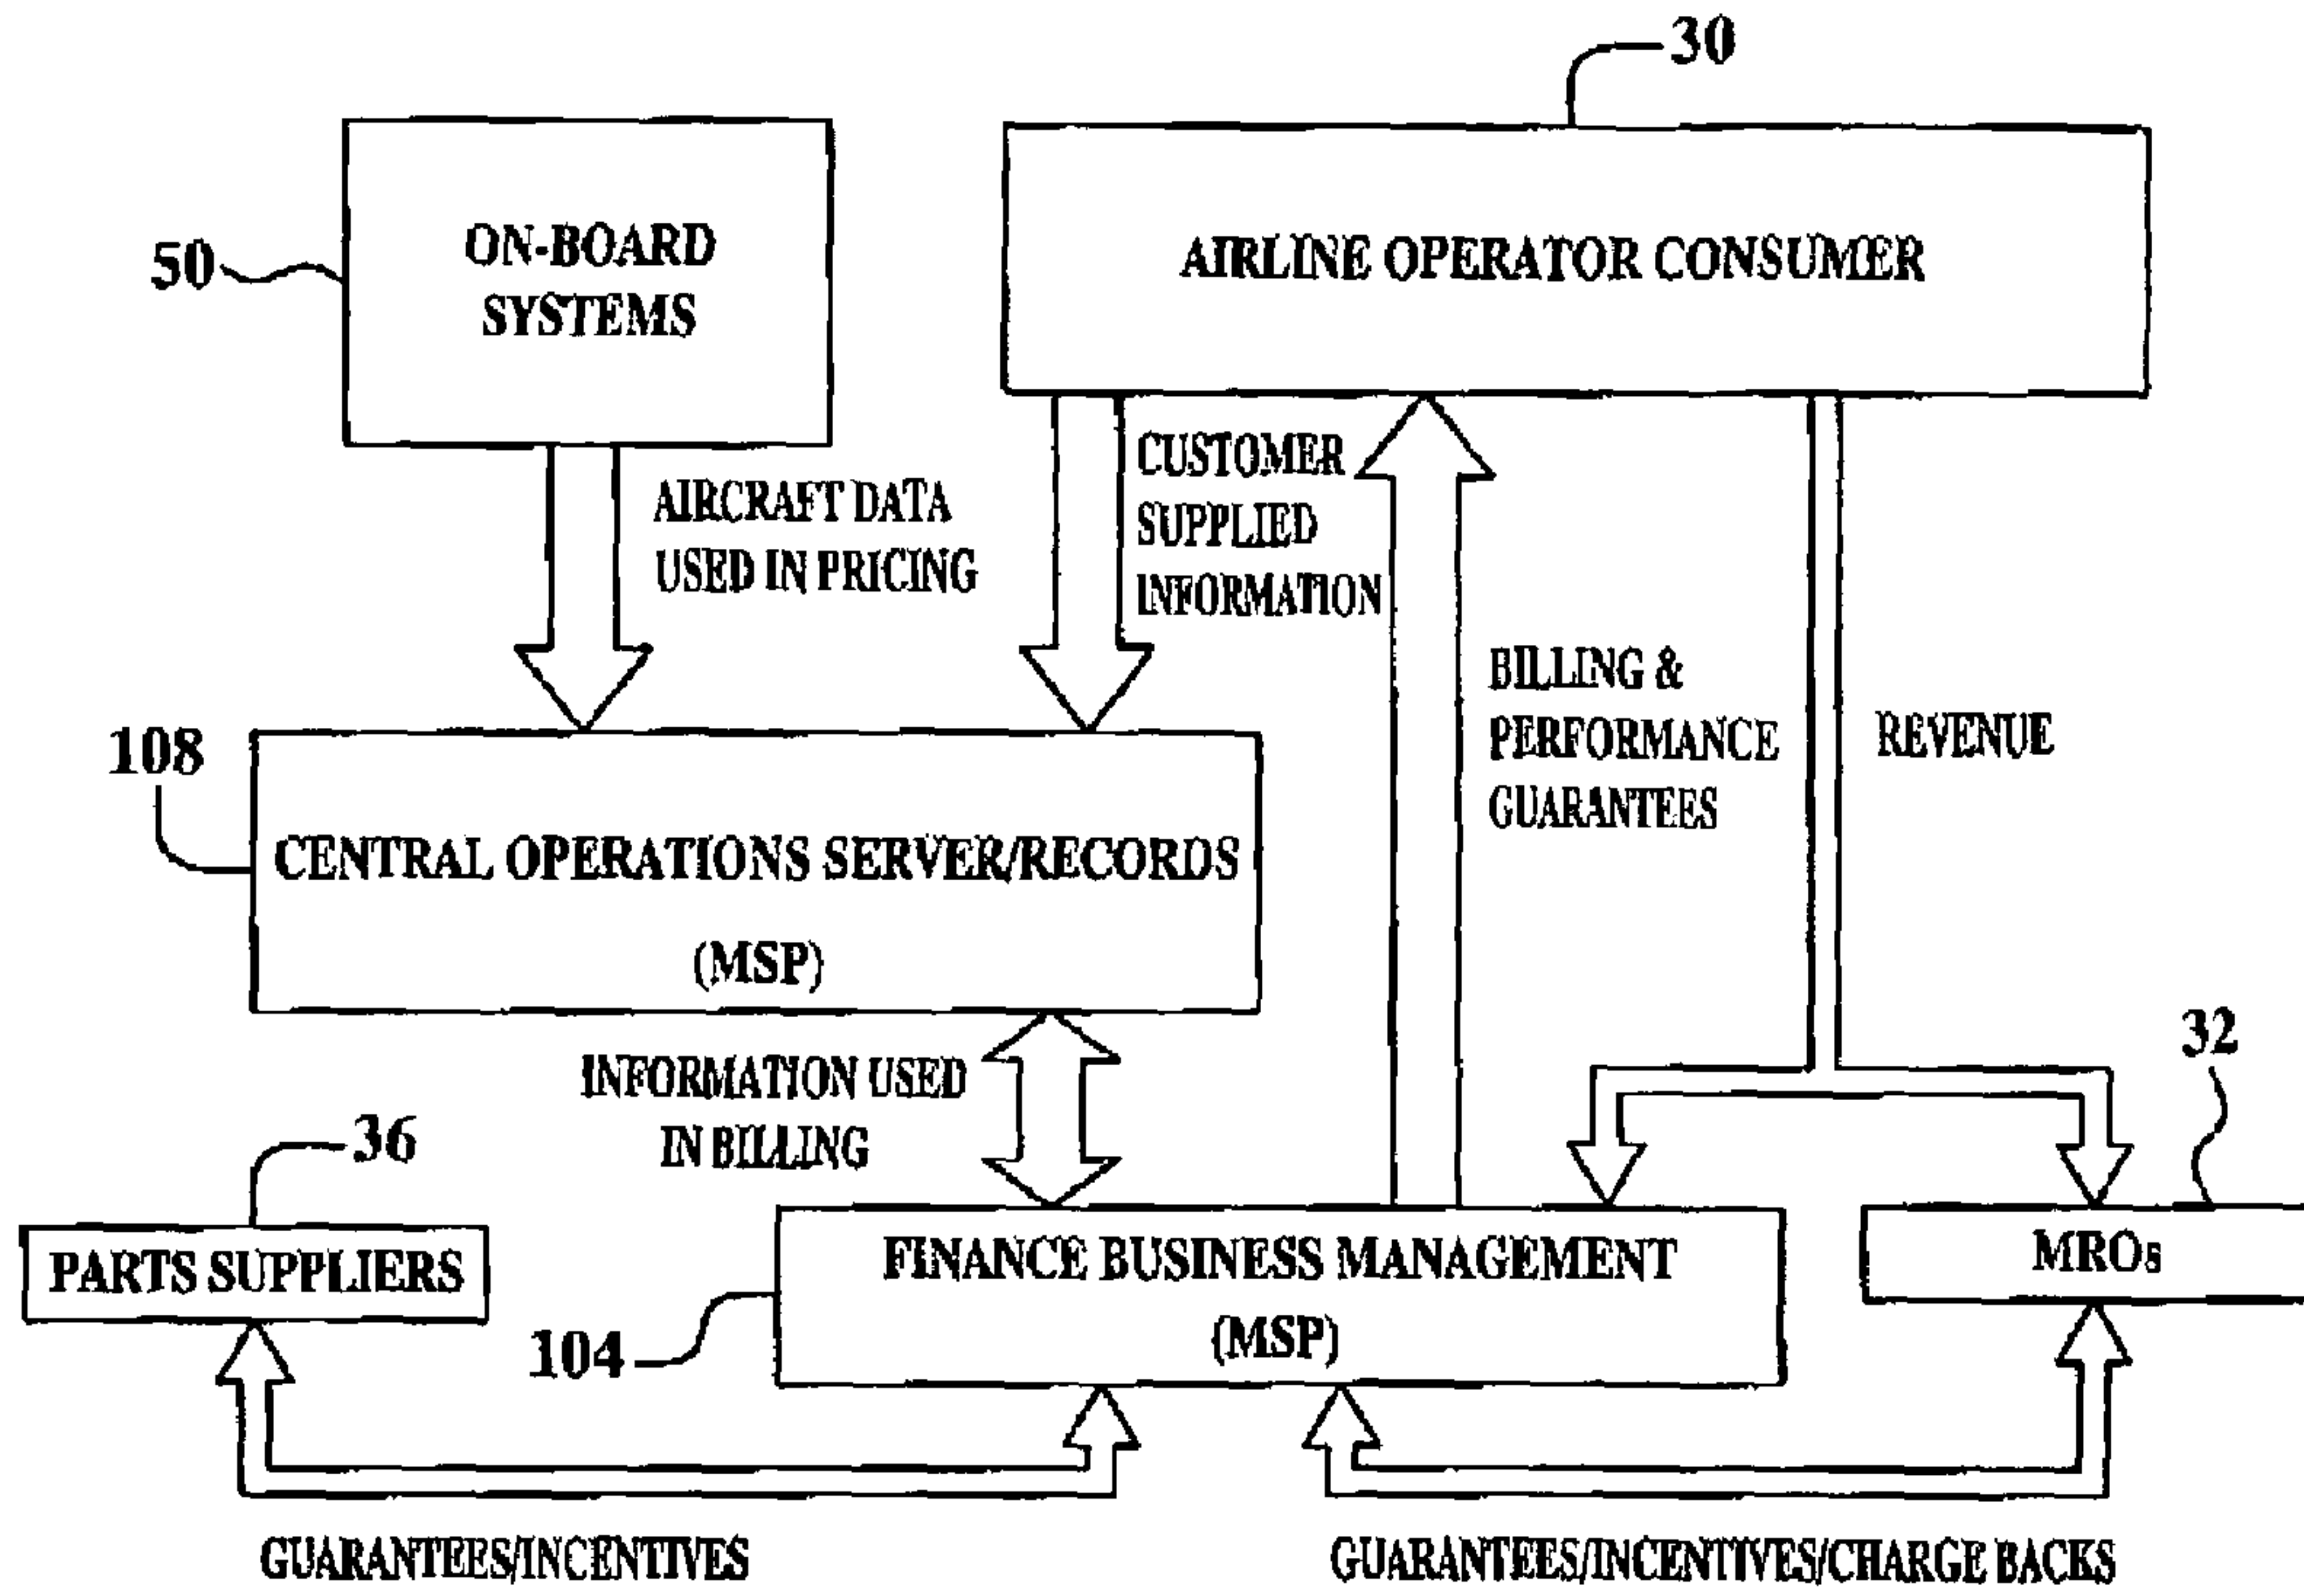 30
50
ON-BOARD
SYSTEMS
AIRLINE OPERATOR CONSUMER
AIRCRAFT DATA
USED IN PRICING
CUSTOMER
SUPPLIED
INFORMATION
BILLING &
PERFORMANCE
GUARANTEES
REVENUE
108
CENTRAL OPERATIONS SERVER/RECORDS
(MSP)
INFORMATION USED
IN BILLING
32
36
PARTS SUPPLIERS
FINANCE BUSINESS MANAGEMENT
(MSP)
MROs
104
GUARANTEES/INCENTIVES
GUARANTEES/INCENTIVES/CHARGE BACKS